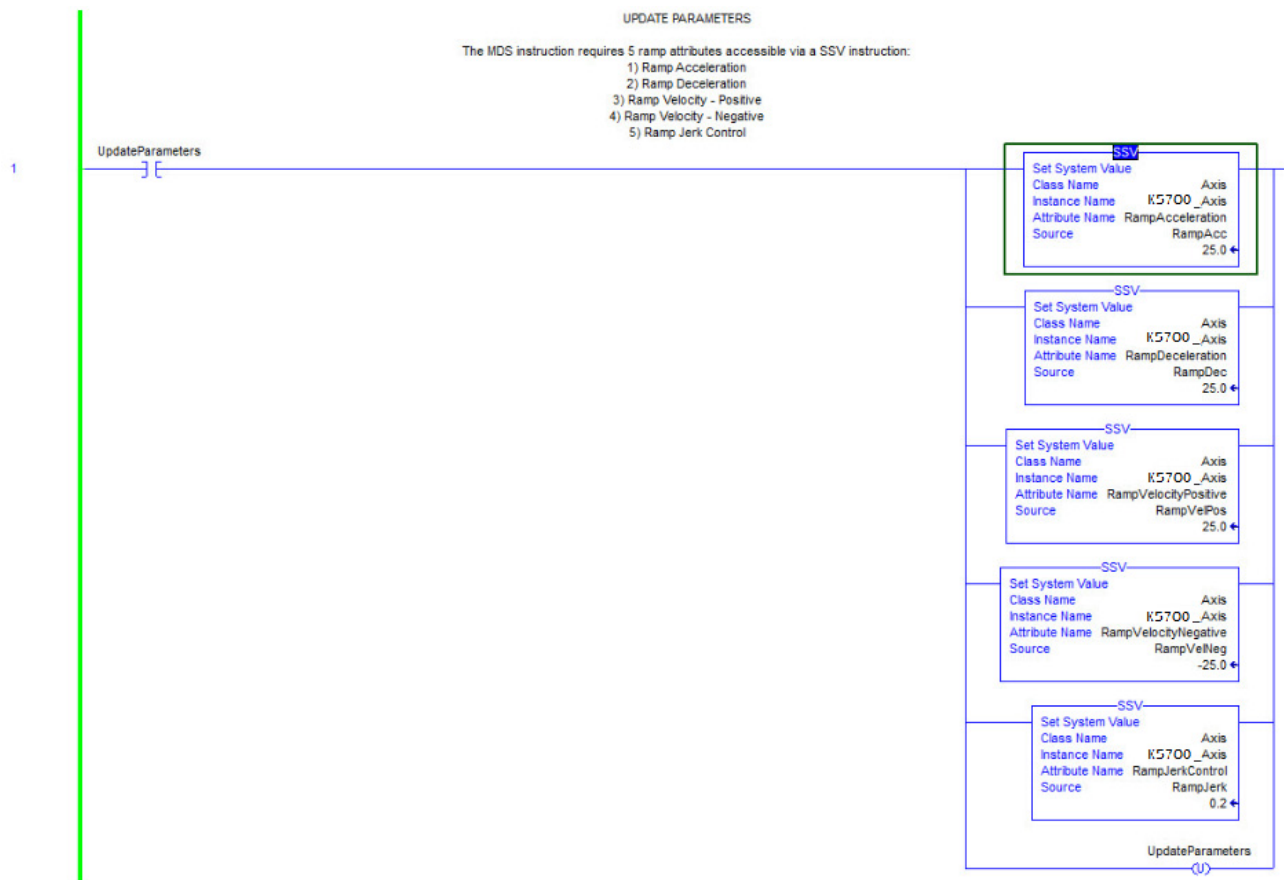 UPDATE PARAMETERS
The MDS instruction requires 5 ramp attributes accessible via a SSV instruction:
1) Ramp Acceleration
2) Ramp Deceleration
3) Ramp Velocity - Positive
4) Ramp Velocity - Negative
5) Ramp Jerk Control
UpdateParameters
1
SSV
Set System Value
Class Name Axis
Instance Name K5700_Axis
Attribute Name RampAcceleration
Source RampAcc
25.0
SSV
Set System Value
Class Name Axis
Instance Name K5700_Axis
Attribute Name RampDeceleration
Source RampDec
25.0
SSV
Set System Value
Class Name Axis
Instance Name K5700_Axis
Attribute Name RampVelocityPositive
Source RampVelPos
25.0
SSV
Set System Value
Class Name Axis
Instance Name K5700_Axis
Attribute Name RampVelocityNegative
Source RampVelNeg
-25.0
SSV
Set System Value
Class Name Axis
Instance Name K5700_Axis
Attribute Name RampJerkControl
Source RampJerk
0.2
UpdateParameters
U